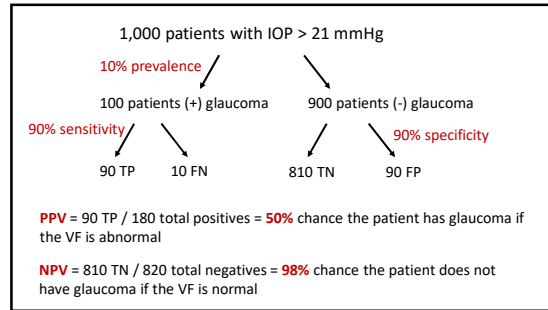 1,000 patients with IOP > 21 mmHg
10% prevalence
100 patients (+) glaucoma
900 patients (-) glaucoma
90% sensitivity
90% specificity
90 TP
10 FN
810 TN
90 FP
PPV = 90 TP / 180 total positives = 50% chance the patient has glaucoma if
the VF is abnormal
NPV = 810 TN / 820 total negatives = 98% chance the patient does not
have glaucoma if the VF is normal